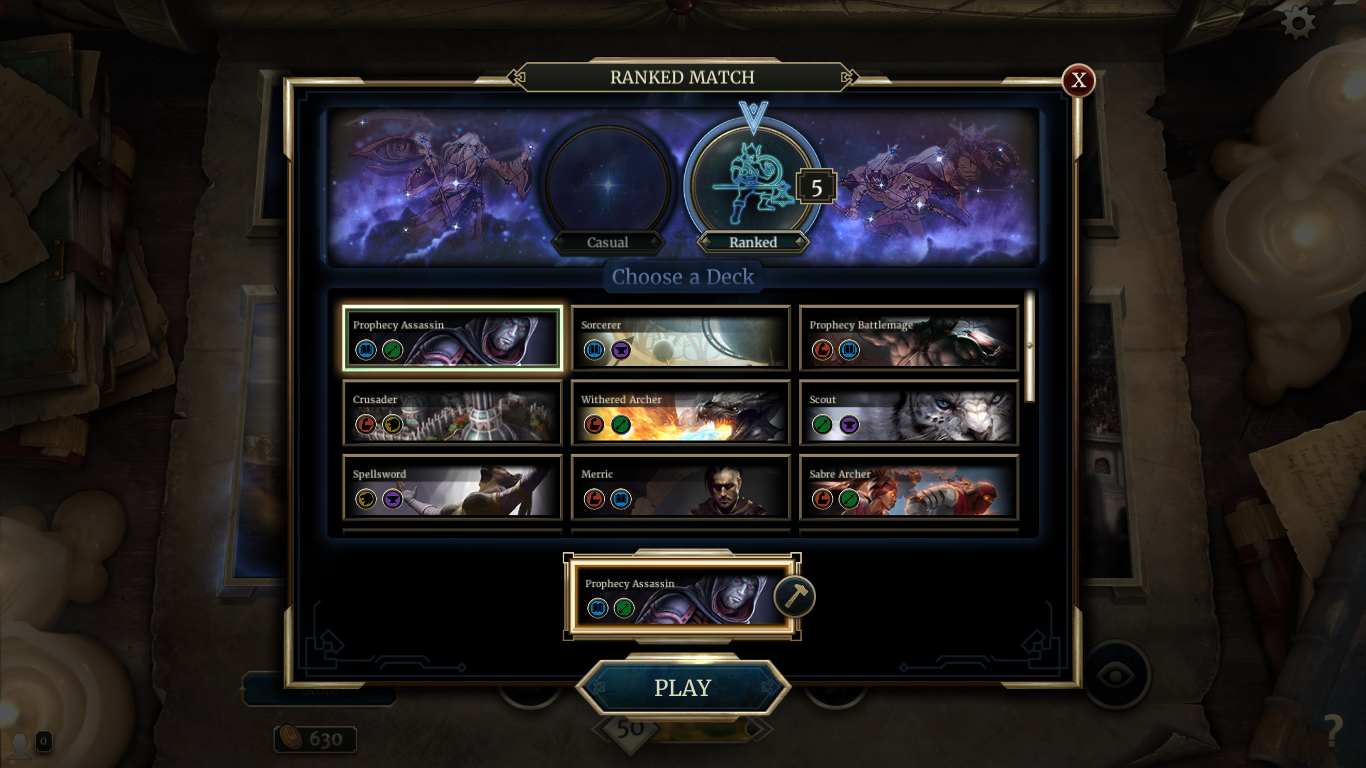 RANKED MATCH
X
5
Casual
Ranked
Choose a Deck
Prophecy Assassin
Sorcerer
Prophecy Battlemage
Crusader
Withered Archer
Scout
Spellsword
Merric
Sabre Archer
Prophecy Assassin
PLAY
Store
50
630
0
?